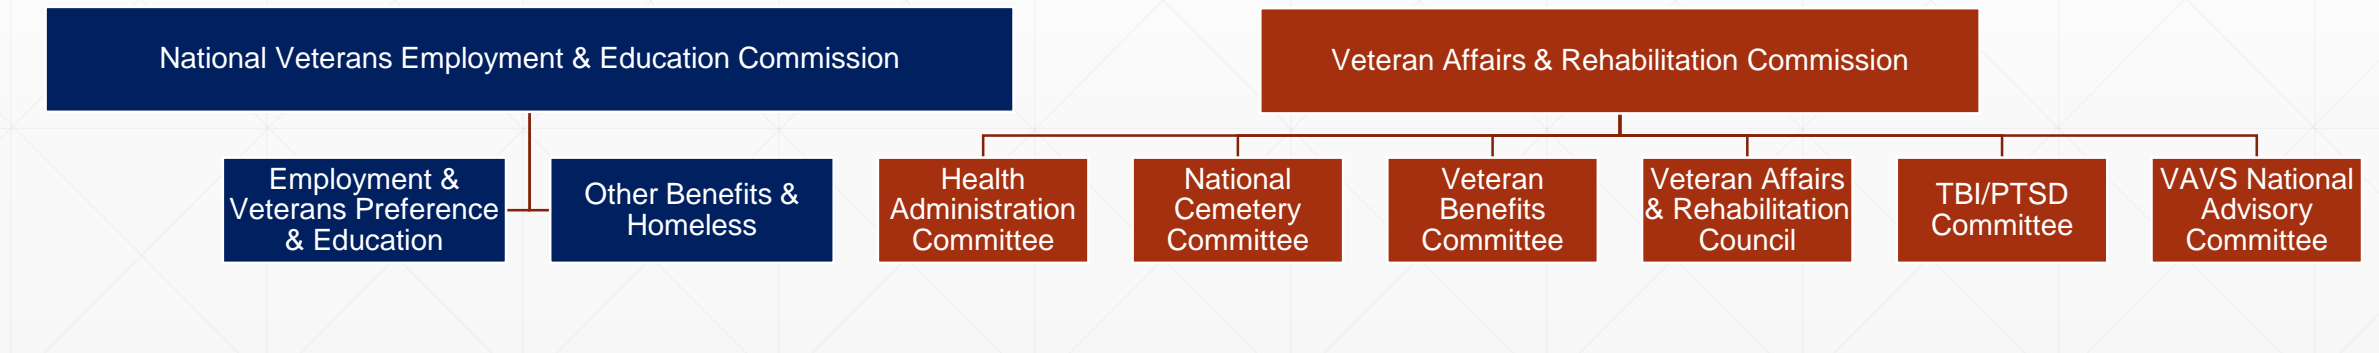 National Veterans Employment & Education Commission
Veteran Affairs & Rehabilitation Commission
Employment &
Veterans Preference
& Education
Other Benefits &
Homeless
Health
Administration
Committee
National
Cemetery
Committee
Veteran
Benefits
Committee
Veteran Affairs
& Rehabilitation
Council
TBI/PTSD
Committee
VAVS National
Advisory
Committee